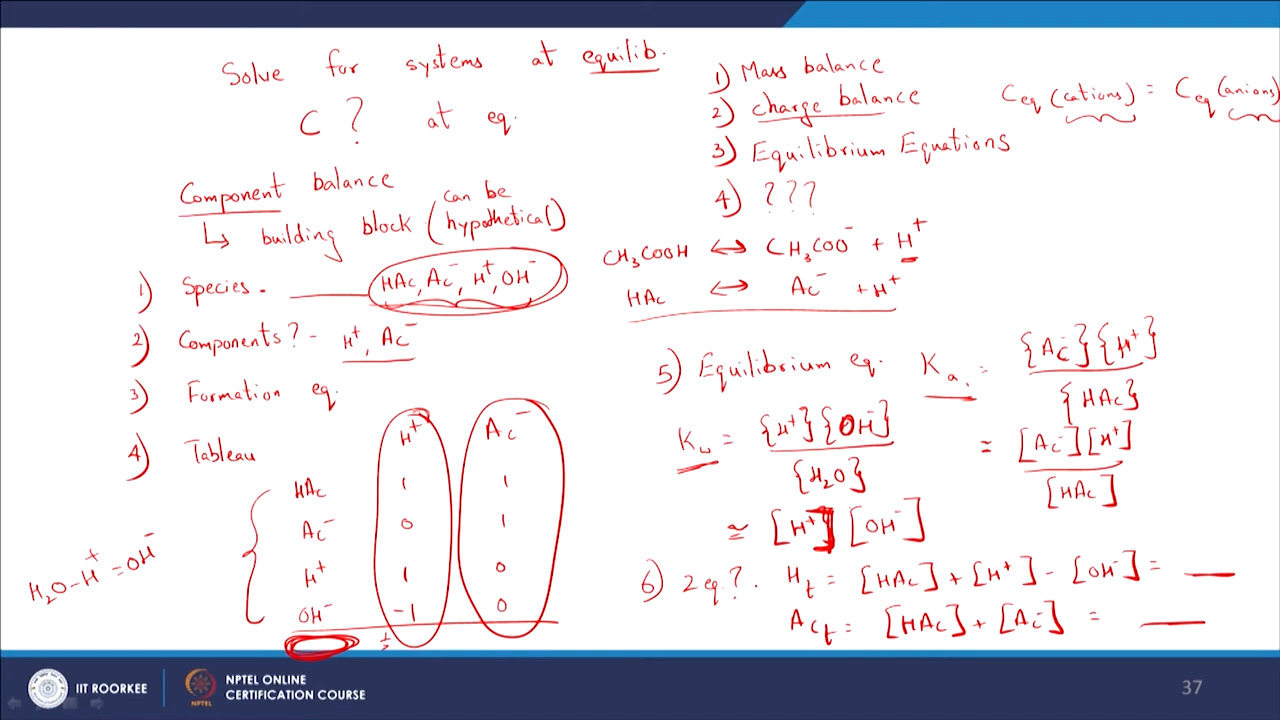 Solve for systems at equilib.
C ? at eq.
Component balance
↳ building block (can be hypothetical)
1) Species. HAc, Ac⁻, H⁺, OH⁻
2) Components? - H⁺, Ac⁻
3) Formation eq.
4) Tableau
H⁺ Ac⁻
HAc 1 1
Ac⁻ 0 1
H⁺ 1 0
OH⁻ -1 0
H₂O-H⁺ = OH⁻
1) Mass balance
2) charge balance Ceq (cations) = Ceq (anions)
3) Equilibrium Equations
4) ???
CH₃COOH ↔ CH₃COO⁻ + H⁺
HAc ↔ Ac⁻ + H⁺
5) Equilibrium eq. Ka = {Ac⁻}{H⁺} / {HAc}
≈ [Ac⁻][H⁺] / [HAc]
Kw = {H⁺}{OH⁻} / {H₂O}
≈ [H⁺] [OH⁻]
6) 2 eq?. Ht = [HAc] + [H⁺] - [OH⁻] = __
Act = [HAc] + [Ac⁻] = __
IIT ROORKEE
NPTEL ONLINE
CERTIFICATION COURSE
NPTEL
37